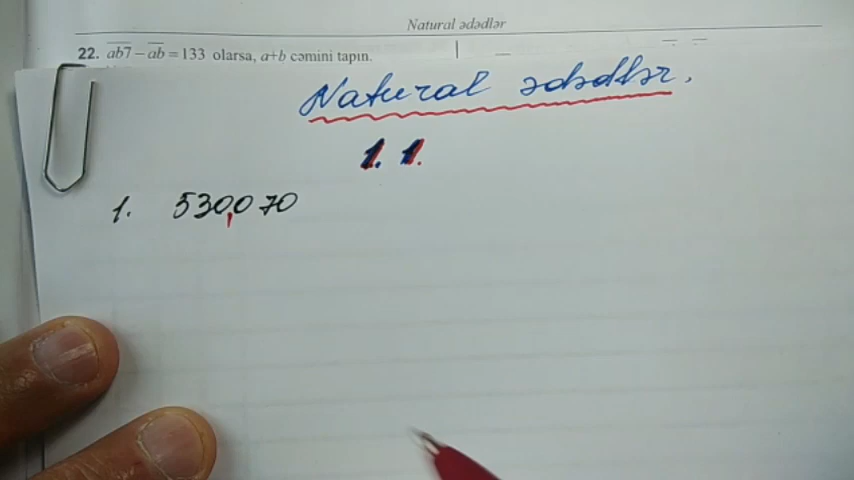 Natural ədədlər
22. ab7 − ab = 133 olarsa, a+b cəmini tapın.
Natural ədədlər.
1.1.
1. 530,070